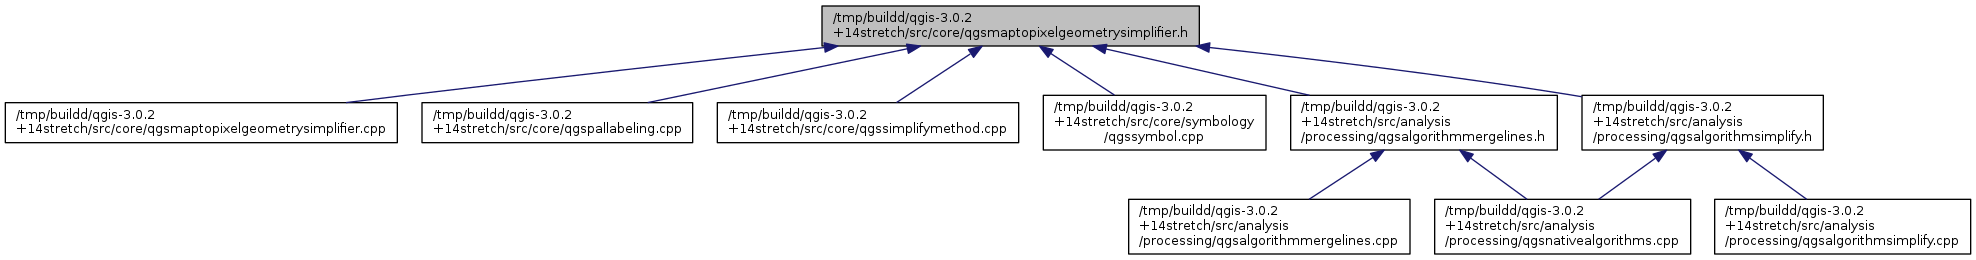 /tmp/buildd/qgis-3.0.2
+14stretch/src/core/qgsmaptopixelgeometrysimplifier.h
/tmp/buildd/qgis-3.0.2
+14stretch/src/core/qgsmaptopixelgeometrysimplifier.cpp
/tmp/buildd/qgis-3.0.2
+14stretch/src/core/qgspallabeling.cpp
/tmp/buildd/qgis-3.0.2
+14stretch/src/core/qgssimplifymethod.cpp
/tmp/buildd/qgis-3.0.2
+14stretch/src/core/symbology
/qgssymbol.cpp
/tmp/buildd/qgis-3.0.2
+14stretch/src/analysis
/processing/qgsalgorithmmergelines.h
/tmp/buildd/qgis-3.0.2
+14stretch/src/analysis
/processing/qgsalgorithmsimplify.h
/tmp/buildd/qgis-3.0.2
+14stretch/src/analysis
/processing/qgsalgorithmmergelines.cpp
/tmp/buildd/qgis-3.0.2
+14stretch/src/analysis
/processing/qgsnativealgorithms.cpp
/tmp/buildd/qgis-3.0.2
+14stretch/src/analysis
/processing/qgsalgorithmsimplify.cpp